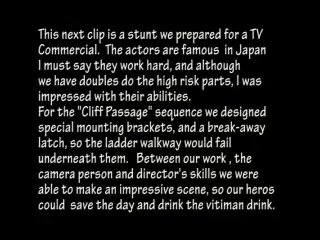 This next clip is a stunt we prepared for a TV
Commercial.  The actors are famous  in Japan
I must say they work hard, and although
we have doubles do the high risk parts, I was
impressed with their abilities.
For the "Cliff Passage" sequence we designed
special mounting brackets, and a break-away
latch, so the ladder walkway would fail
underneath them.   Between our work , the
camera person and director's skills we were
able to make an impressive scene, so our heros
could  save the day and drink the vitiman drink.